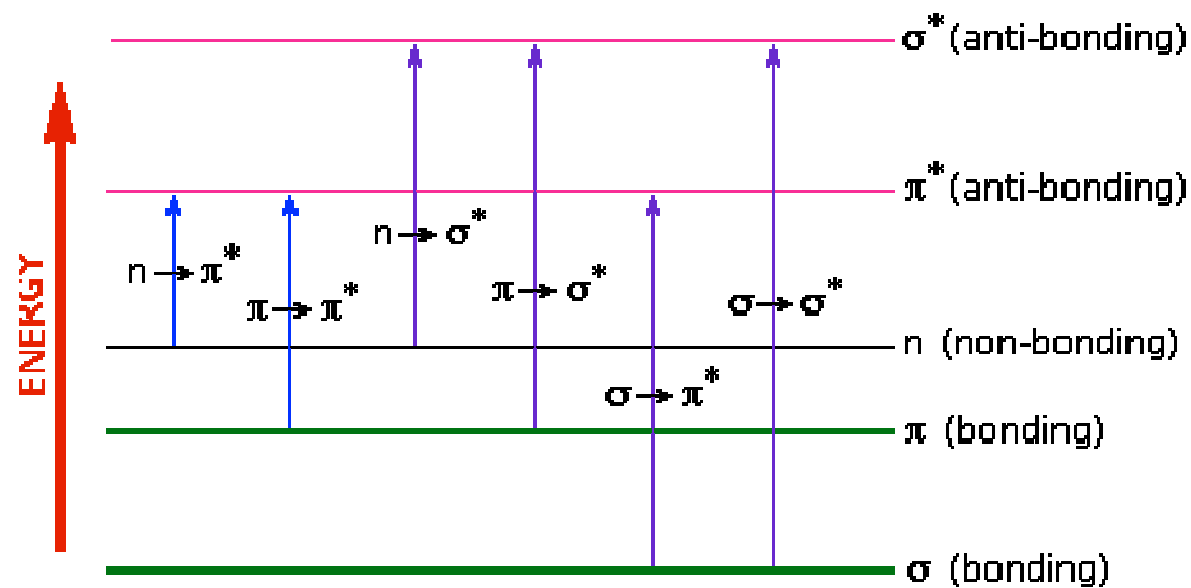 σ* (anti-bonding)
π* (anti-bonding)
n → σ*
n → π*
π → π*
π → σ*
σ → σ*
ENERGY
n (non-bonding)
σ → π*
π (bonding)
σ (bonding)